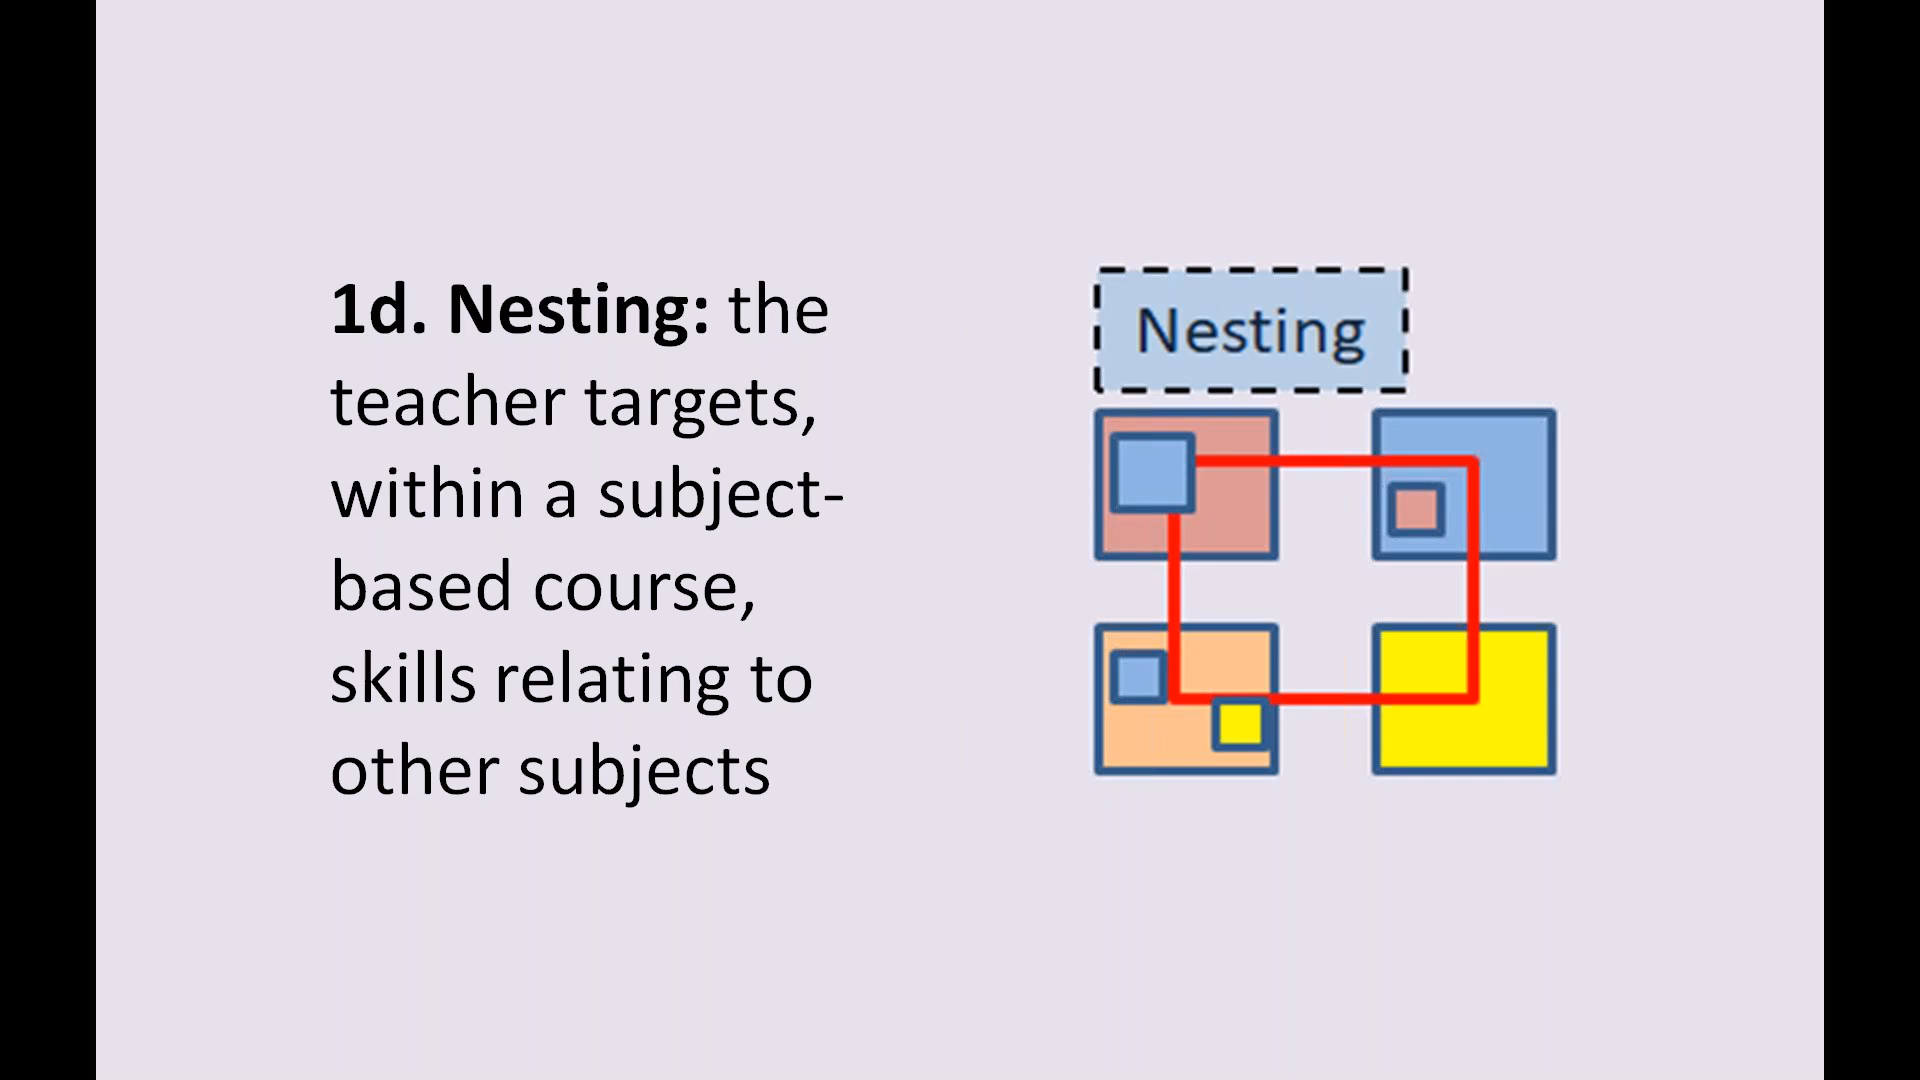 1d. Nesting: the
teacher targets,
within a subject-
based course,
skills relating to
other subjects
Nesting